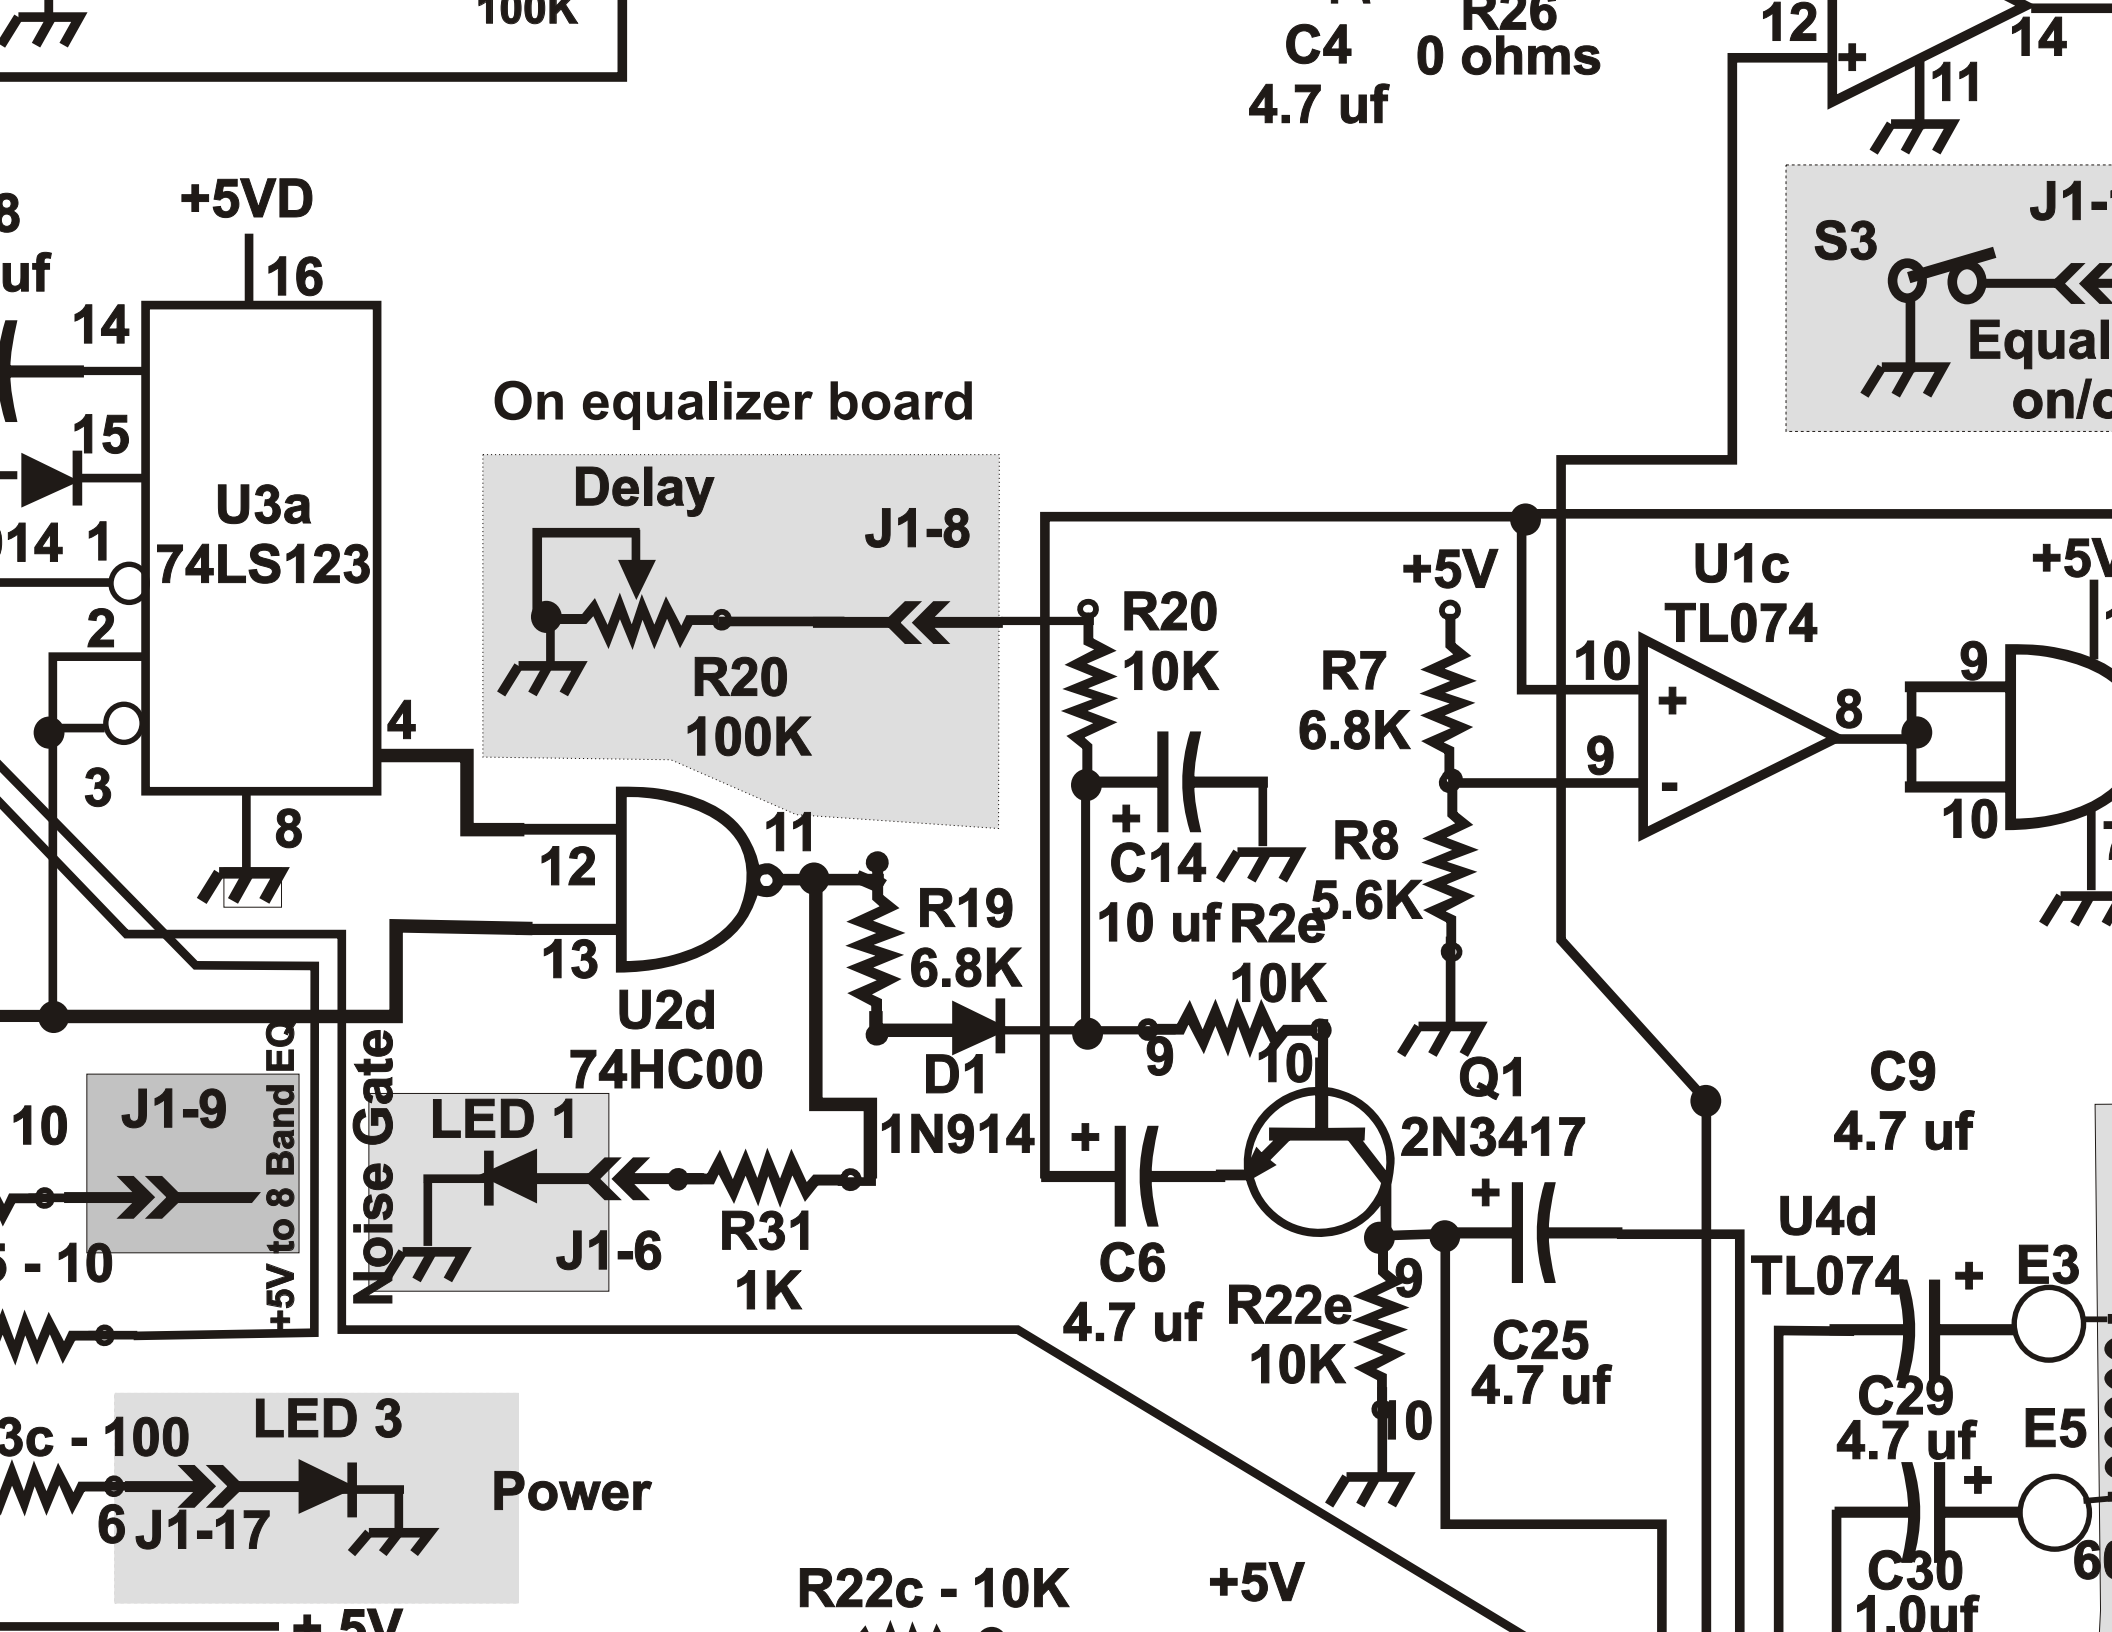 100K
C4
4.7 uf
R26
0 ohms
12
+
14
11
+5VD
16
8
uf
14
15
1
U3a
74LS123
2
3
4
8
On equalizer board
Delay
J1-8
R20
100K
S3
R20
10K
+5V
R7
6.8K
U1c
TL074
10
+
9
-
8
9
10
+
C14
10 uf
R8
5.6K
R2e
10K
12
11
13
U2d
74HC00
R19
6.8K
D1
1N914
9
10
Q1
2N3417
+
C6
4.7 uf
R22e
10K
9
10
+
C25
4.7 uf
C9
4.7 uf
U4d
TL074
+
E3
C29
4.7 uf
E5
+
C30
1.0uf
10
J1-9
+5V to 8 Band EQ
Noise Gate
LED 1
J1-6
R31
1K
- 10
3c - 100
LED 3
6
J1-17
Power
+ 5V
R22c - 10K
+5V